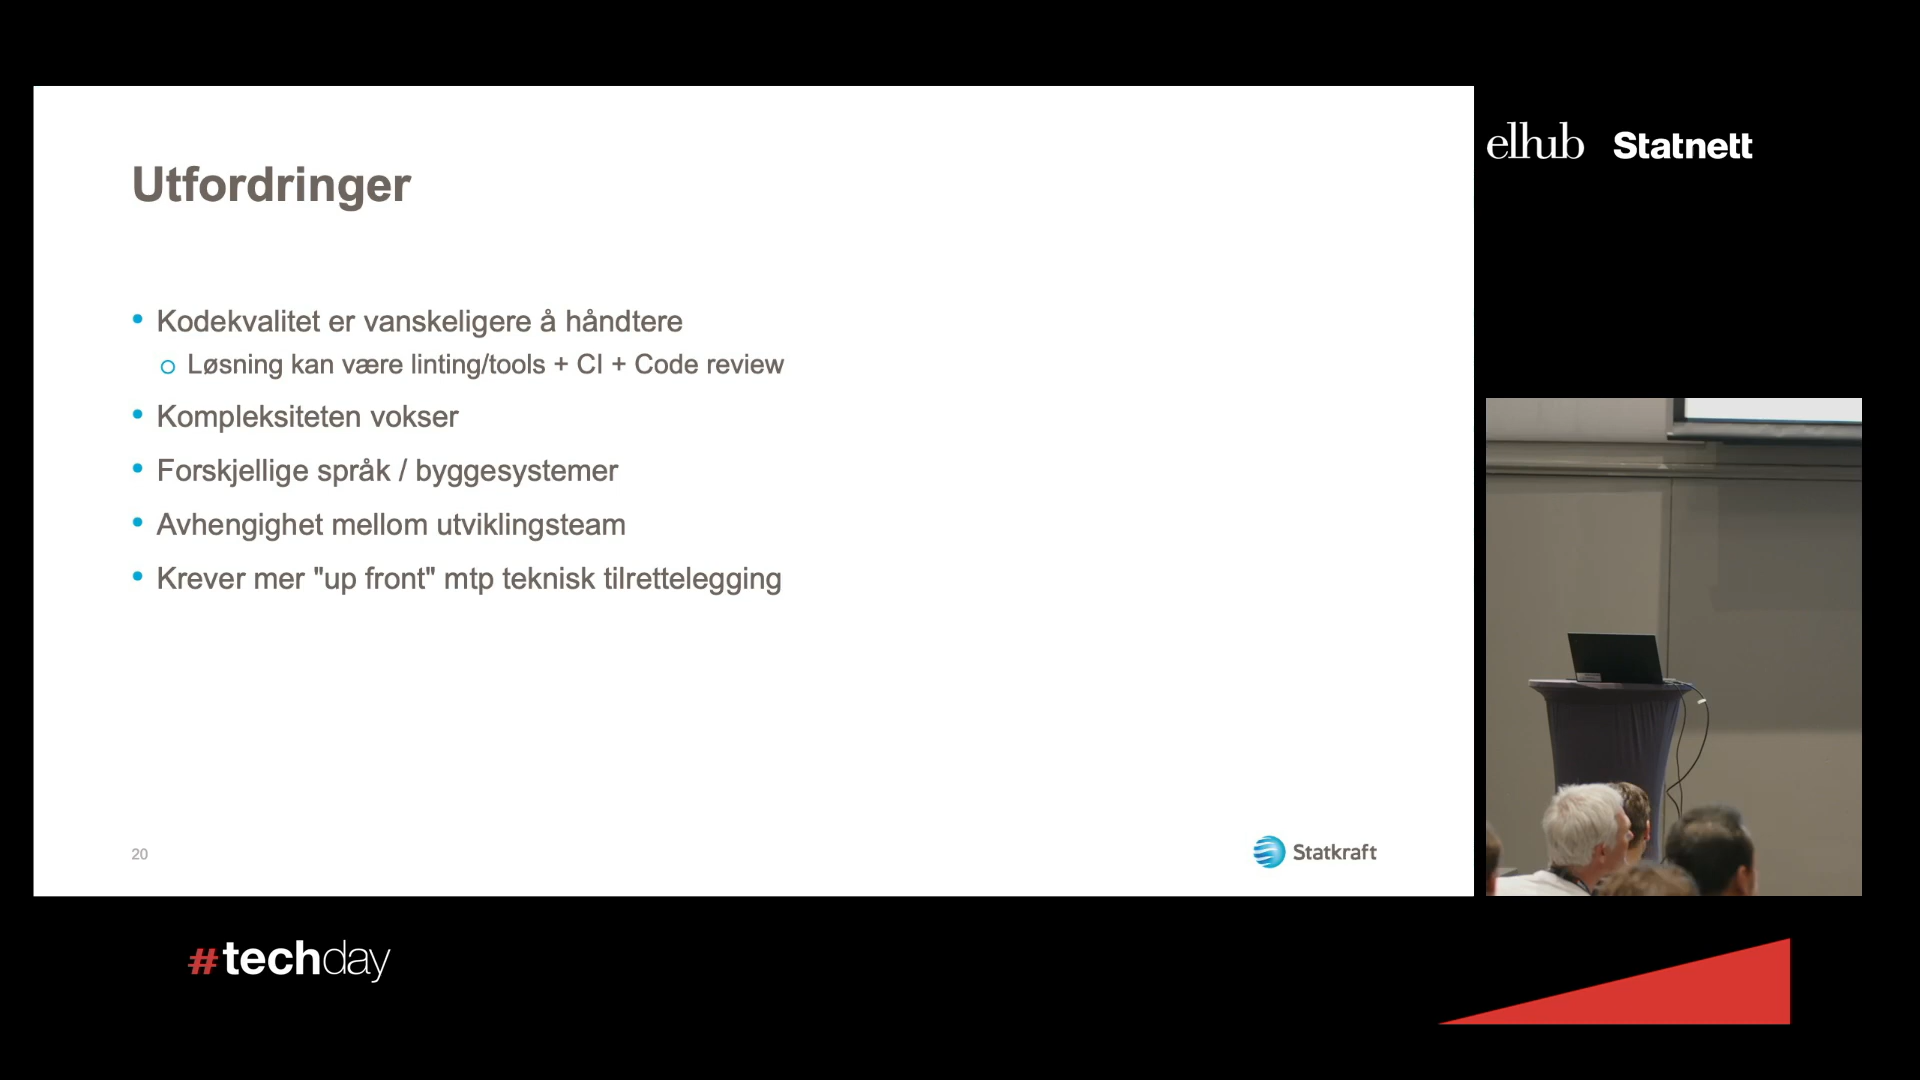 elhub Statnett
Utfordringer
• Kodekvalitet er vanskeligere å håndtere
o Løsning kan være linting/tools + CI + Code review
• Kompleksiteten vokser
• Forskjellige språk / byggesystemer
• Avhengighet mellom utviklingsteam
• Krever mer "up front" mtp teknisk tilrettelegging
20
Statkraft
#techday